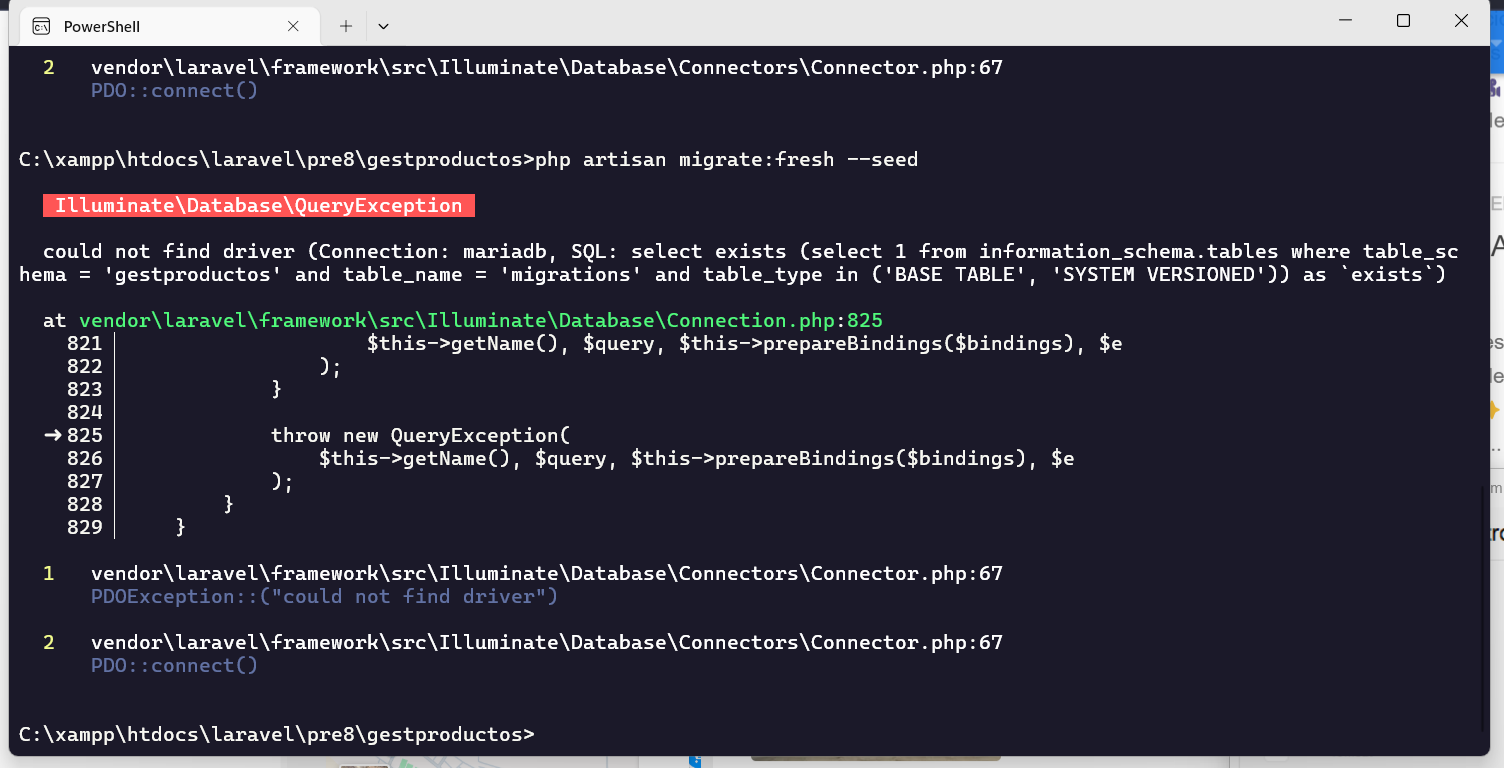 PowerShell
2 vendor\laravel\framework\src\Illuminate\Database\Connectors\Connector.php:67
PDO::connect()
C:\xampp\htdocs\laravel\pre8\gestproductos>php artisan migrate:fresh --seed
Illuminate\Database\QueryException
could not find driver (Connection: mariadb, SQL: select exists (select 1 from information_schema.tables where table_sc
hema = 'gestproductos' and table_name = 'migrations' and table_type in ('BASE TABLE', 'SYSTEM VERSIONED')) as `exists`)
at vendor\laravel\framework\src\Illuminate\Database\Connection.php:825
821 $this->getName(), $query, $this->prepareBindings($bindings), $e
822 );
823 }
824
➜825 throw new QueryException(
826 $this->getName(), $query, $this->prepareBindings($bindings), $e
827 );
828 }
829 }
1 vendor\laravel\framework\src\Illuminate\Database\Connectors\Connector.php:67
PDOException::("could not find driver")
2 vendor\laravel\framework\src\Illuminate\Database\Connectors\Connector.php:67
PDO::connect()
C:\xampp\htdocs\laravel\pre8\gestproductos>